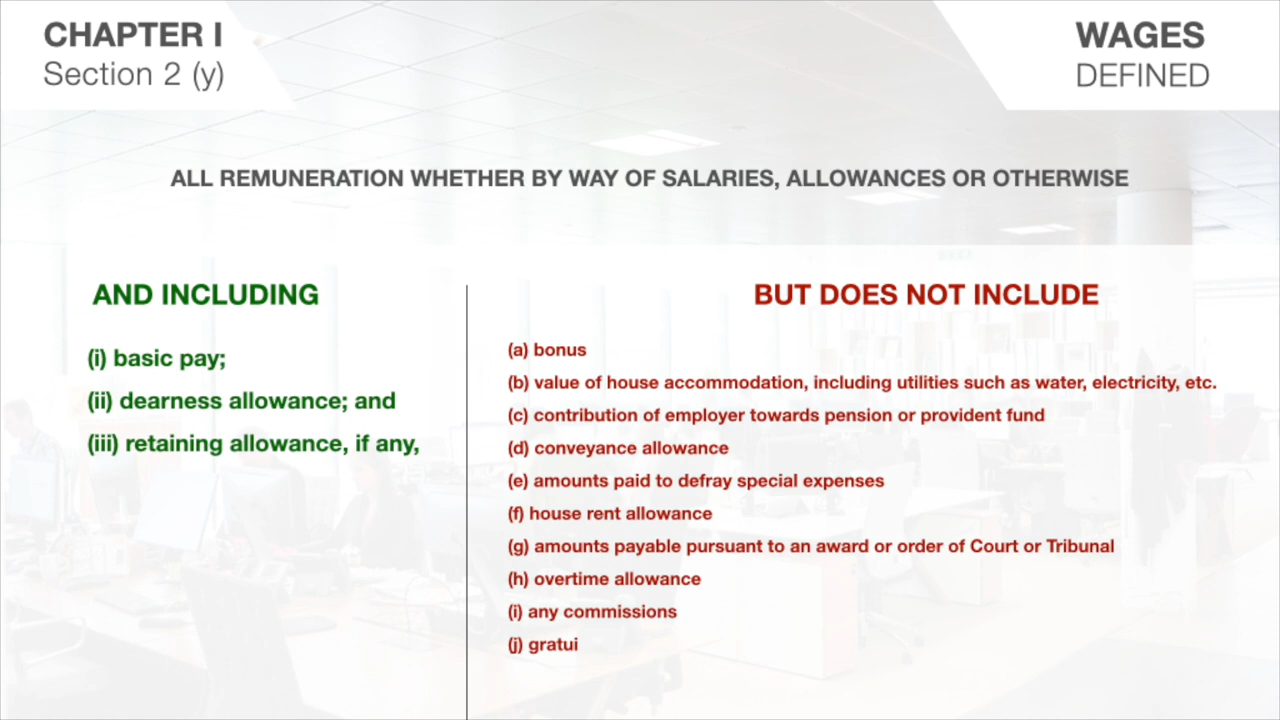 CHAPTER I
Section 2 (y)
WAGES
DEFINED
ALL REMUNERATION WHETHER BY WAY OF SALARIES, ALLOWANCES OR OTHERWISE
AND INCLUDING
(i) basic pay;
(ii) dearness allowance; and
(iii) retaining allowance, if any,
BUT DOES NOT INCLUDE
(a) bonus
(b) value of house accommodation, including utilities such as water, electricity, etc.
(c) contribution of employer towards pension or provident fund
(d) conveyance allowance
(e) amounts paid to defray special expenses
(f) house rent allowance
(g) amounts payable pursuant to an award or order of Court or Tribunal
(h) overtime allowance
(i) any commissions
(j) gratui